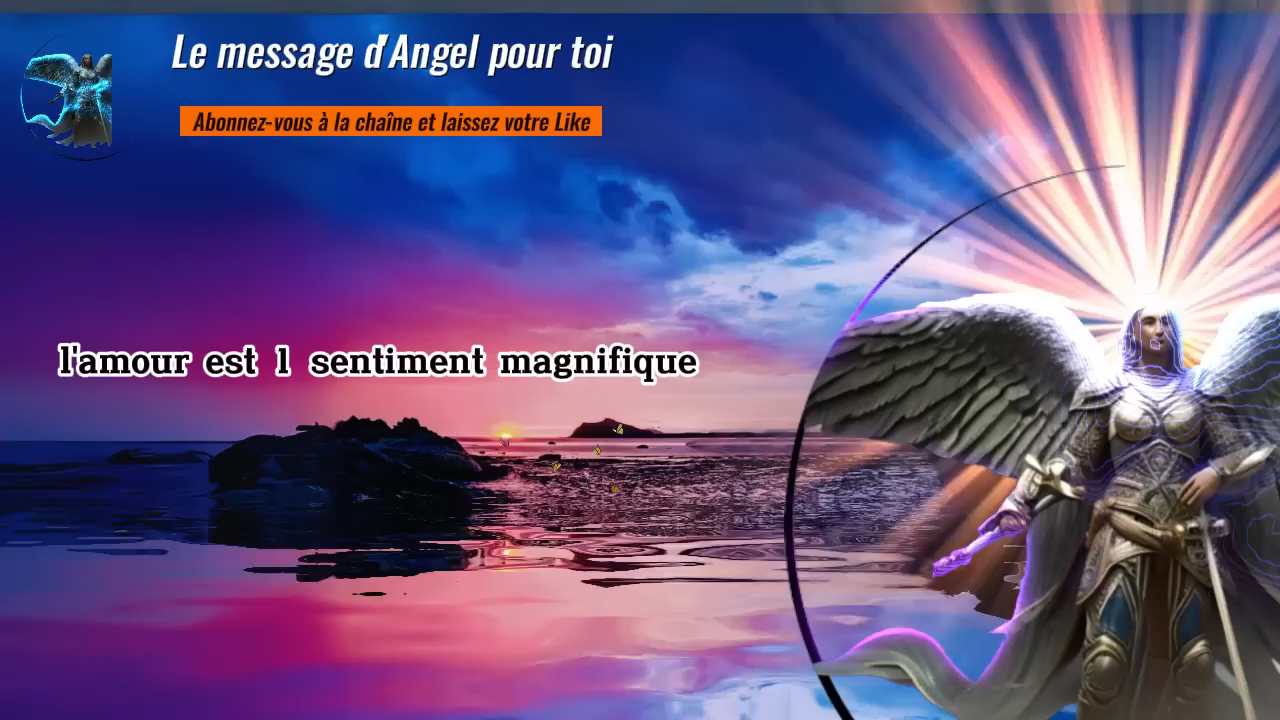 Le message d'Angel pour toi
Abonnez-vous à la chaîne et laissez votre Like
l'amour est 1 sentiment magnifique